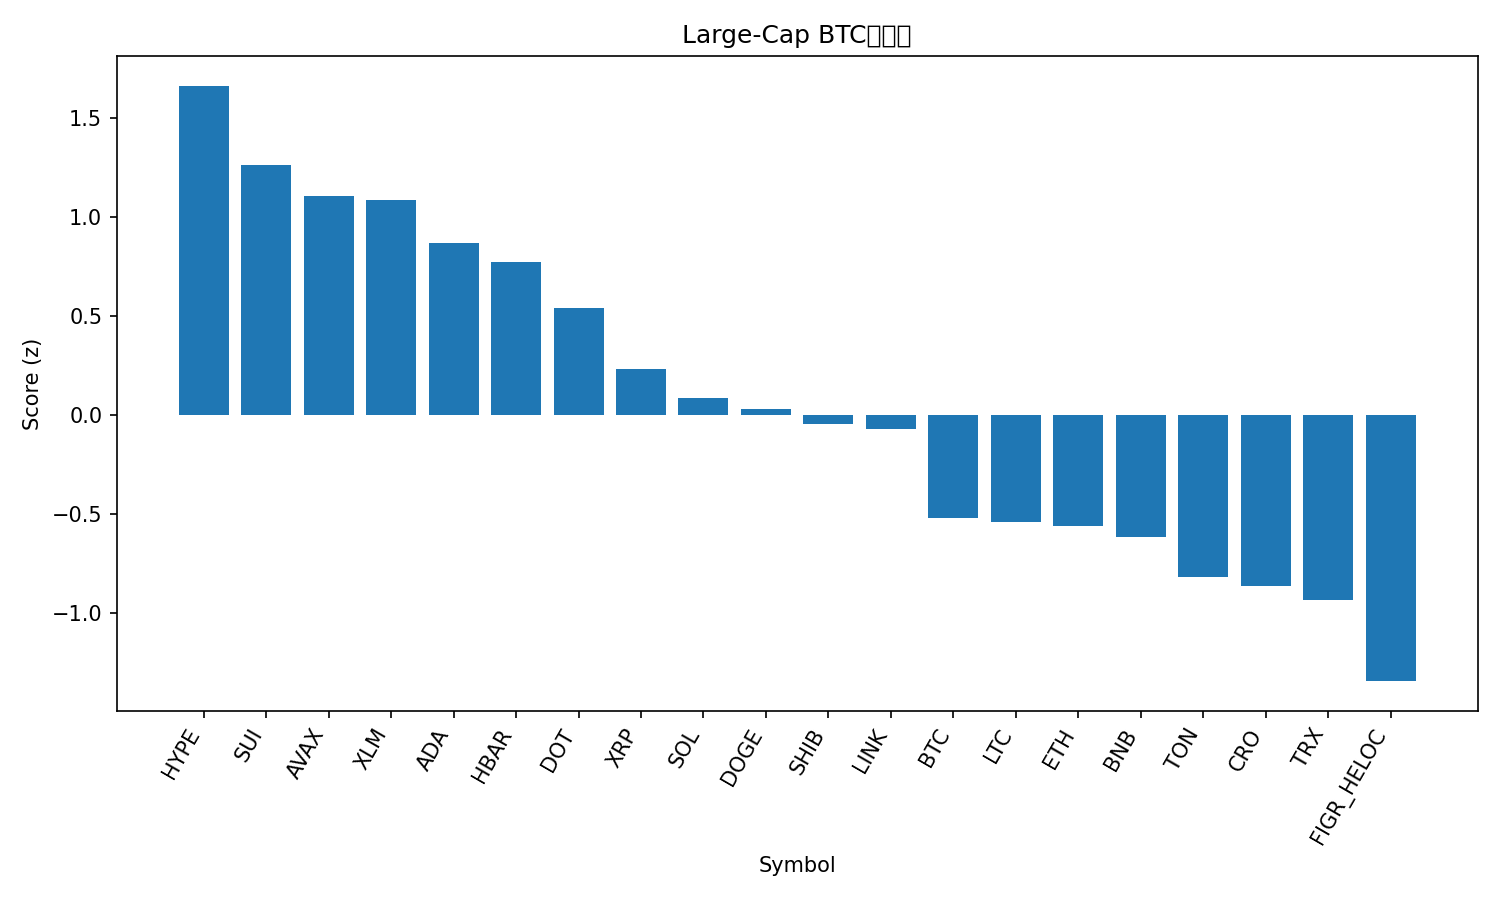 Large-Cap BTC
1.5
1.0
0.5
0.0
−0.5
−1.0
Score (z)
HYPE
SUI
AVAX
XLM
ADA
HBAR
DOT
XRP
SOL
DOGE
SHIB
LINK
BTC
LTC
ETH
BNB
TON
CRO
TRX
FIGR_HELOC
Symbol